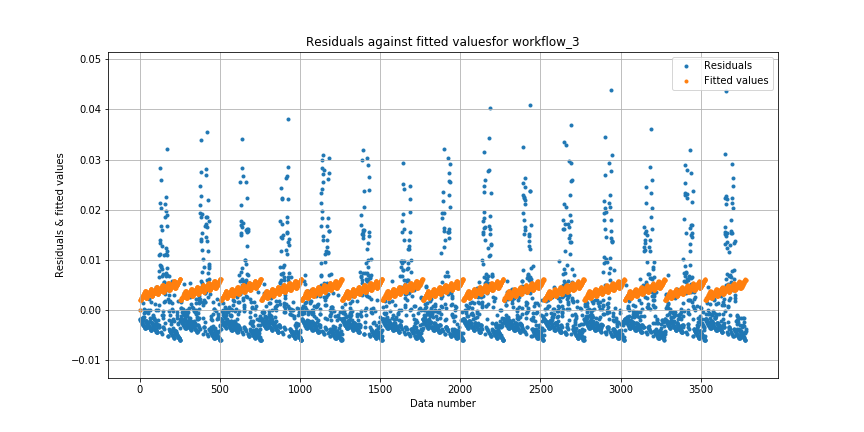 Residuals against fitted valuesfor workflow_3
Residuals
Fitted values
0.05
0.04
0.03
0.02
0.01
0.00
−0.01
Residuals & fitted values
0 500 1000 1500 2000 2500 3000 3500
Data number